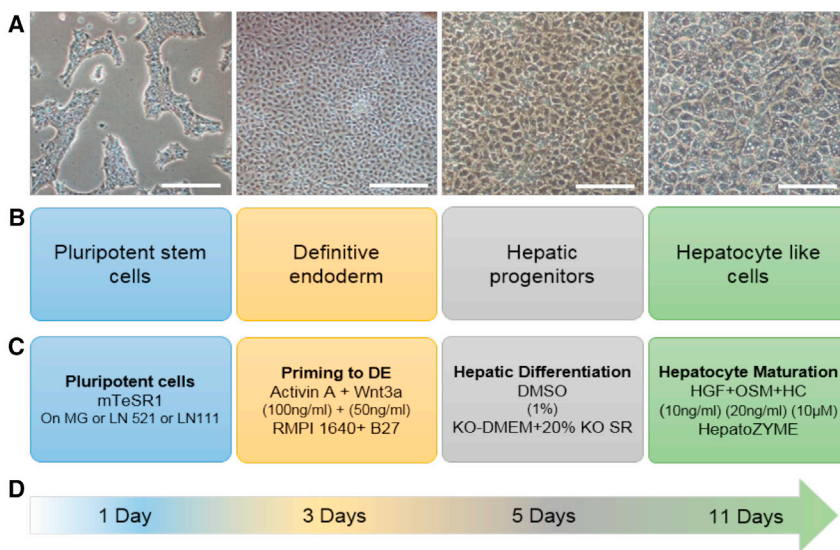 A
B
Pluripotent stem
cells
Definitive
endoderm
Hepatic
progenitors
Hepatocyte like
cells
C
Pluripotent cells
mTeSR1
On MG or LN 521 or LN111
Priming to DE
Activin A + Wnt3a
(100ng/ml) + (50ng/ml)
RMPI 1640+ B27
Hepatic Differentiation
DMSO
(1%)
KO-DMEM+20% KO SR
Hepatocyte Maturation
HGF+OSM+HC
(10ng/ml) (20ng/ml) (10µM)
HepatoZYME
D
1 Day
3 Days
5 Days
11 Days